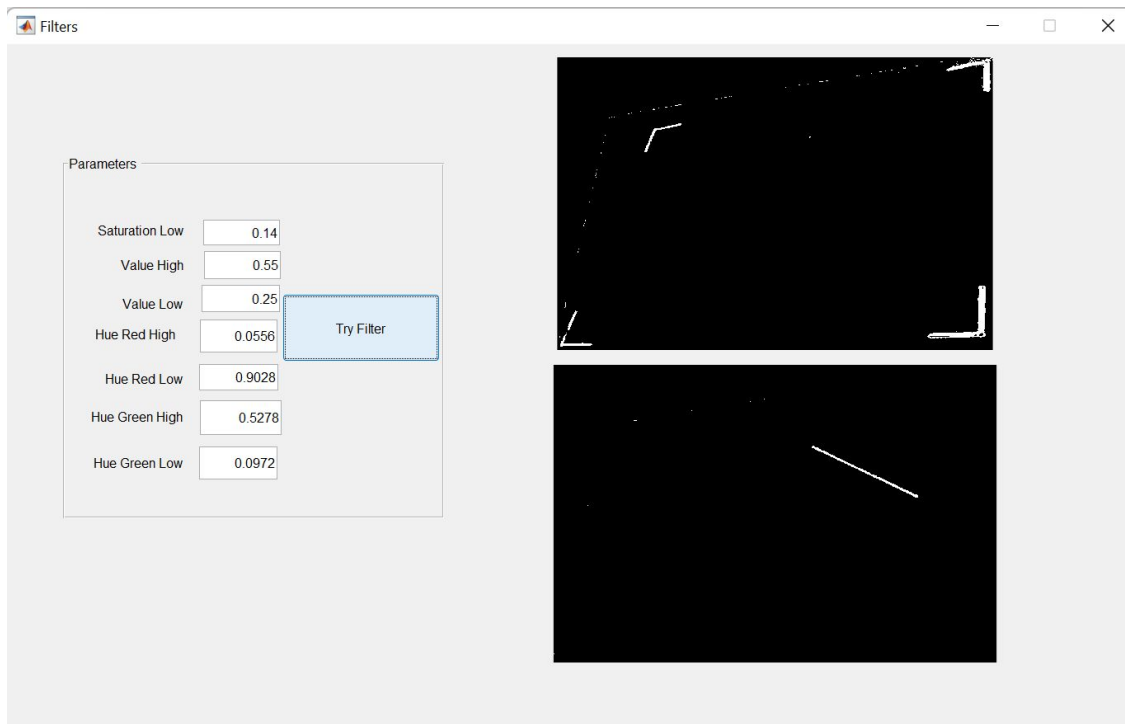 Filters
Parameters
Saturation Low 0.14
Value High 0.55
Value Low 0.25
Try Filter
Hue Red High 0.0556
Hue Red Low 0.9028
Hue Green High 0.5278
Hue Green Low 0.0972